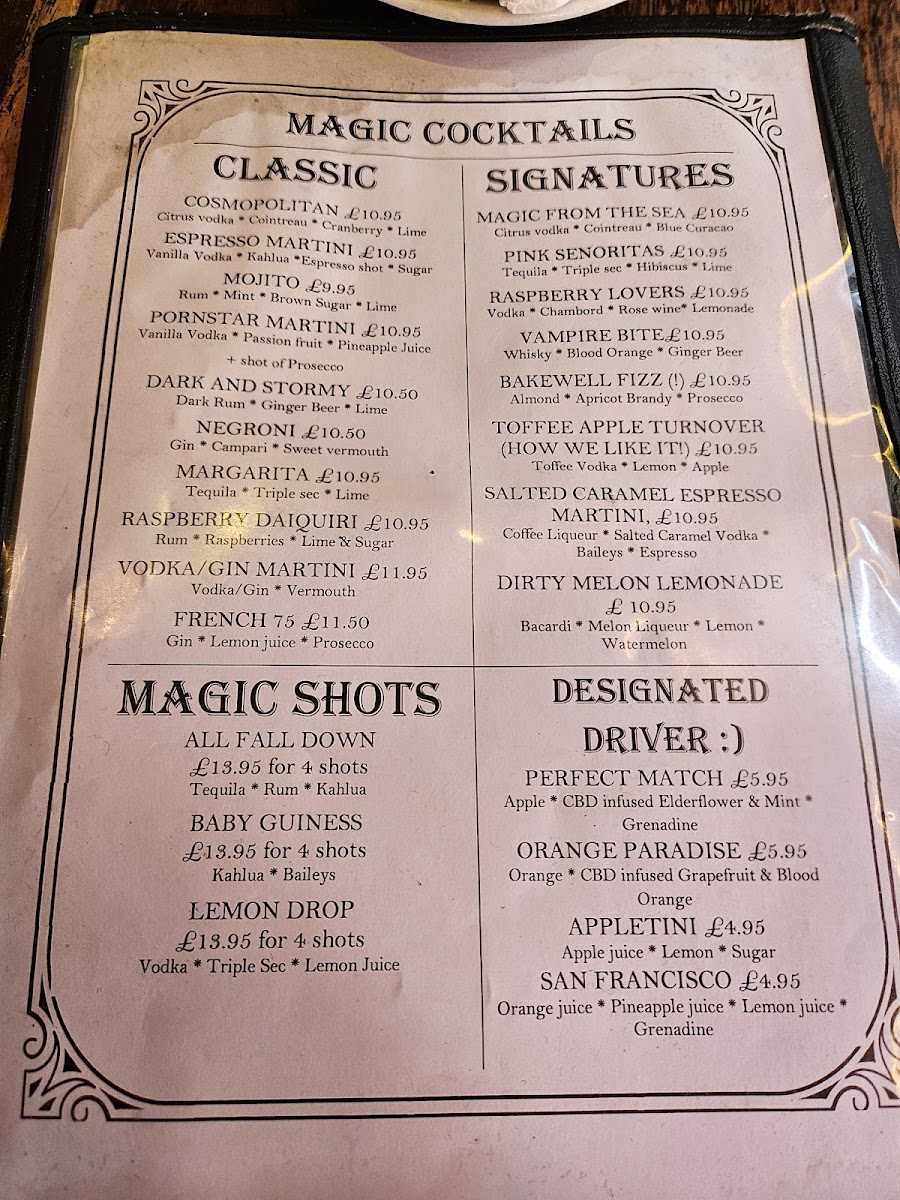 MAGIC COCKTAILS
CLASSIC
COSMOPOLITAN £10.95
Citrus vodka * Cointreau * Cranberry * Lime
ESPRESSO MARTINI £10.95
Vanilla Vodka * Kahlua *Espresso shot * Sugar
MOJITO £9.95
Rum * Mint * Brown Sugar * Lime
PORNSTAR MARTINI £10.95
Vanilla Vodka * Passion fruit * Pineapple Juice
+ shot of Prosecco
DARK AND STORMY £10.50
Dark Rum * Ginger Beer * Lime
NEGRONI £10.50
Gin * Campari * Sweet vermouth
MARGARITA £10.95
Tequila * Triple sec * Lime
RASPBERRY DAIQUIRI £10.95
Rum * Raspberries * Lime & Sugar
VODKA/GIN MARTINI £11.95
Vodka/Gin * Vermouth
FRENCH 75 £11.50
Gin * Lemon juice * Prosecco
SIGNATURES
MAGIC FROM THE SEA £10.95
Citrus vodka * Cointreau * Blue Curacao
PINK SENORITAS £10.95
Tequila * Triple sec * Hibiscus * Lime
RASPBERRY LOVERS £10.95
Vodka * Chambord * Rose wine* Lemonade
VAMPIRE BITE£10.95
Whisky * Blood Orange * Ginger Beer
BAKEWELL FIZZ (!) £10.95
Almond * Apricot Brandy * Prosecco
TOFFEE APPLE TURNOVER
(HOW WE LIKE IT!) £10.95
Toffee Vodka * Lemon * Apple
SALTED CARAMEL ESPRESSO
MARTINI, £10.95
Coffee Liqueur * Salted Caramel Vodka *
Baileys * Espresso
DIRTY MELON LEMONADE
£ 10.95
Bacardi * Melon Liqueur * Lemon *
Watermelon
MAGIC SHOTS
ALL FALL DOWN
£13.95 for 4 shots
Tequila * Rum * Kahlua
BABY GUINESS
£13.95 for 4 shots
Kahlua * Baileys
LEMON DROP
£13.95 for 4 shots
Vodka * Triple Sec * Lemon Juice
DESIGNATED
DRIVER :)
PERFECT MATCH £5.95
Apple * CBD infused Elderflower & Mint *
Grenadine
ORANGE PARADISE £5.95
Orange * CBD infused Grapefruit & Blood
Orange
APPLETINI £4.95
Apple juice * Lemon * Sugar
SAN FRANCISCO £4.95
Orange juice * Pineapple juice * Lemon juice *
Grenadine